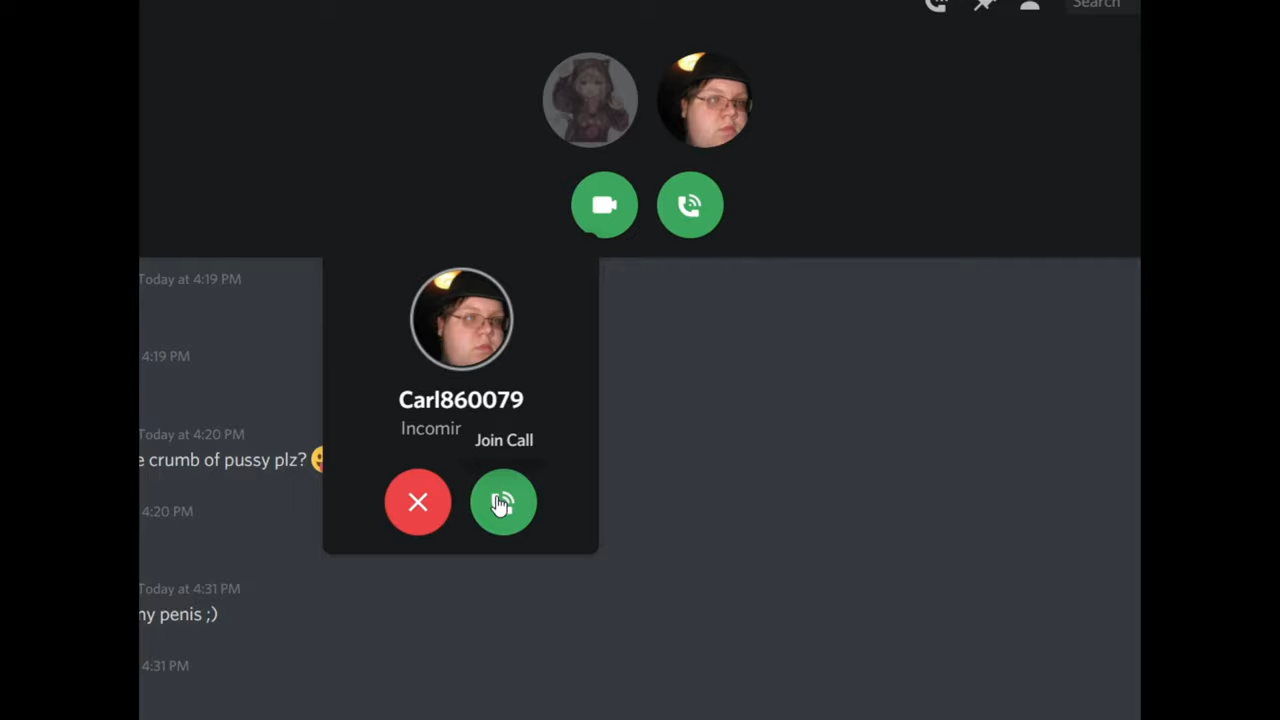 Search
Today at 4:19 PM
4:19 PM
Carl860079
Incomir
Join Call
Today at 4:20 PM
e crumb of pussy plz? 😛
4:20 PM
Today at 4:31 PM
ny penis ;)
4:31 PM